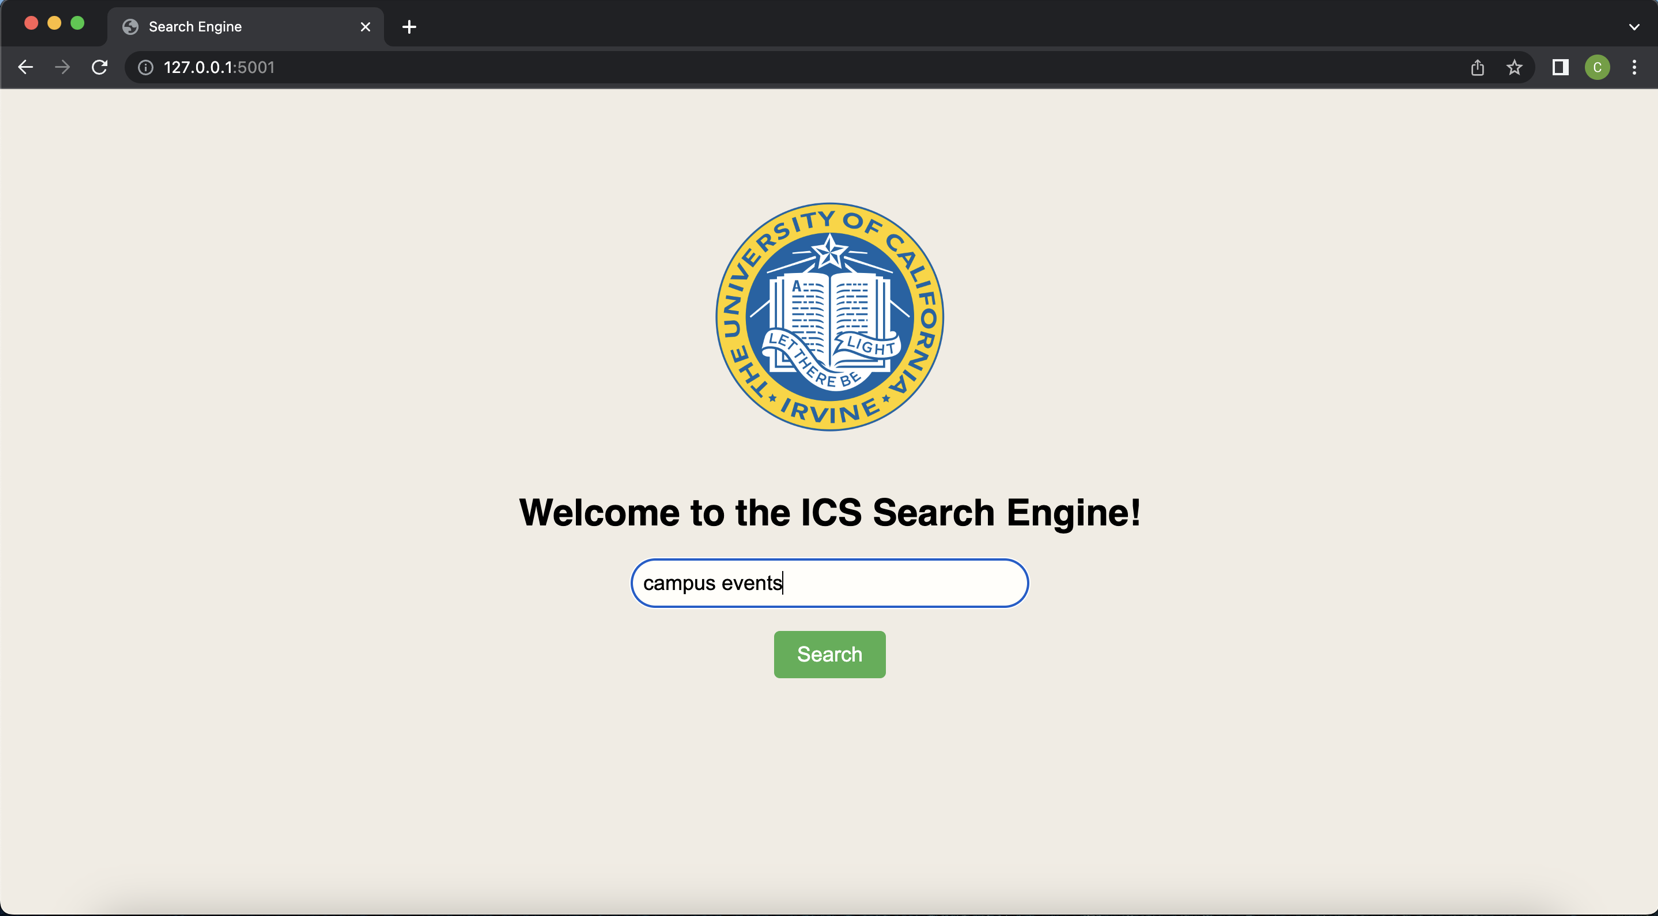 Search Engine
127.0.0.1:5001
C
THE UNIVERSITY OF CALIFORNIA
A
LET THERE BE LIGHT
IRVINE
Welcome to the ICS Search Engine!
campus events
Search